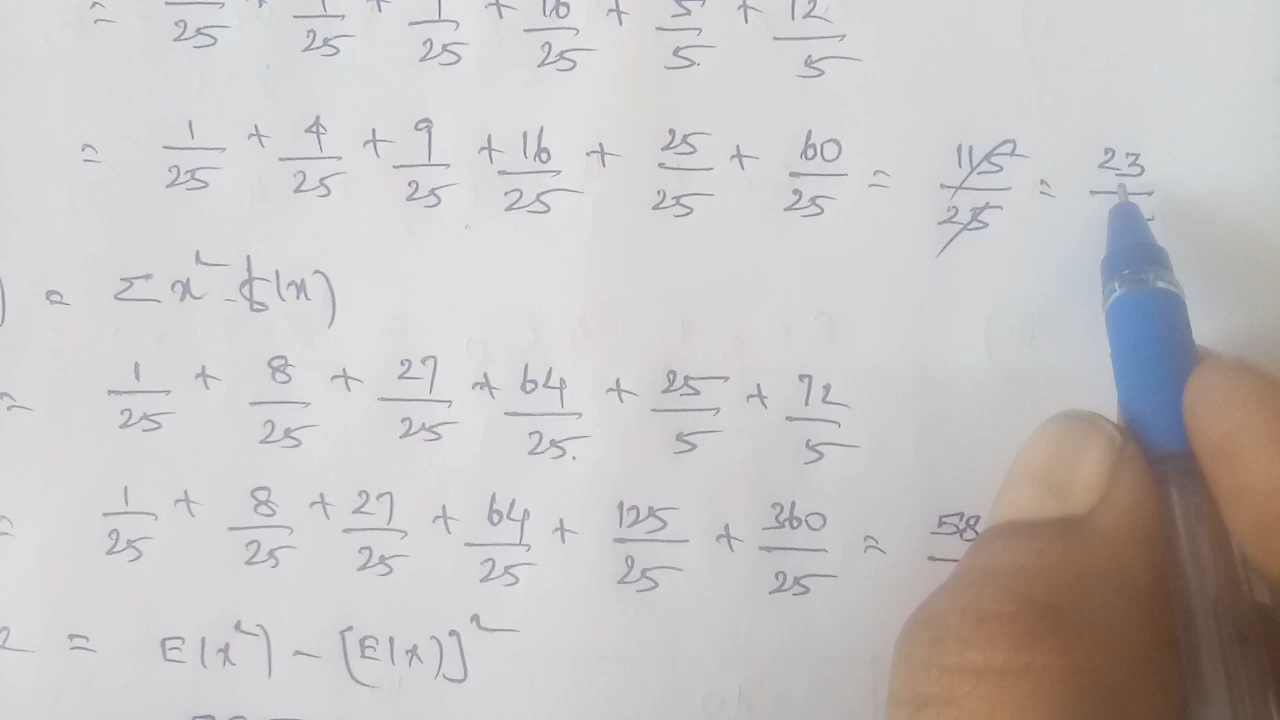 = /25 + 1/25 + 1/25 + 16/25 + 5/5 + 12/5
= 1/25 + 4/25 + 9/25 + 16/25 + 25/25 + 60/25 = 115/25 = 23
) = Σ x² . f(x)
= 1/25 + 8/25 + 27/25 + 64/25. + 25/5 + 72/5
= 1/25 + 8/25 + 27/25 + 64/25 + 125/25 + 360/25 = 58
2 = E(x²) - [E(x)]²